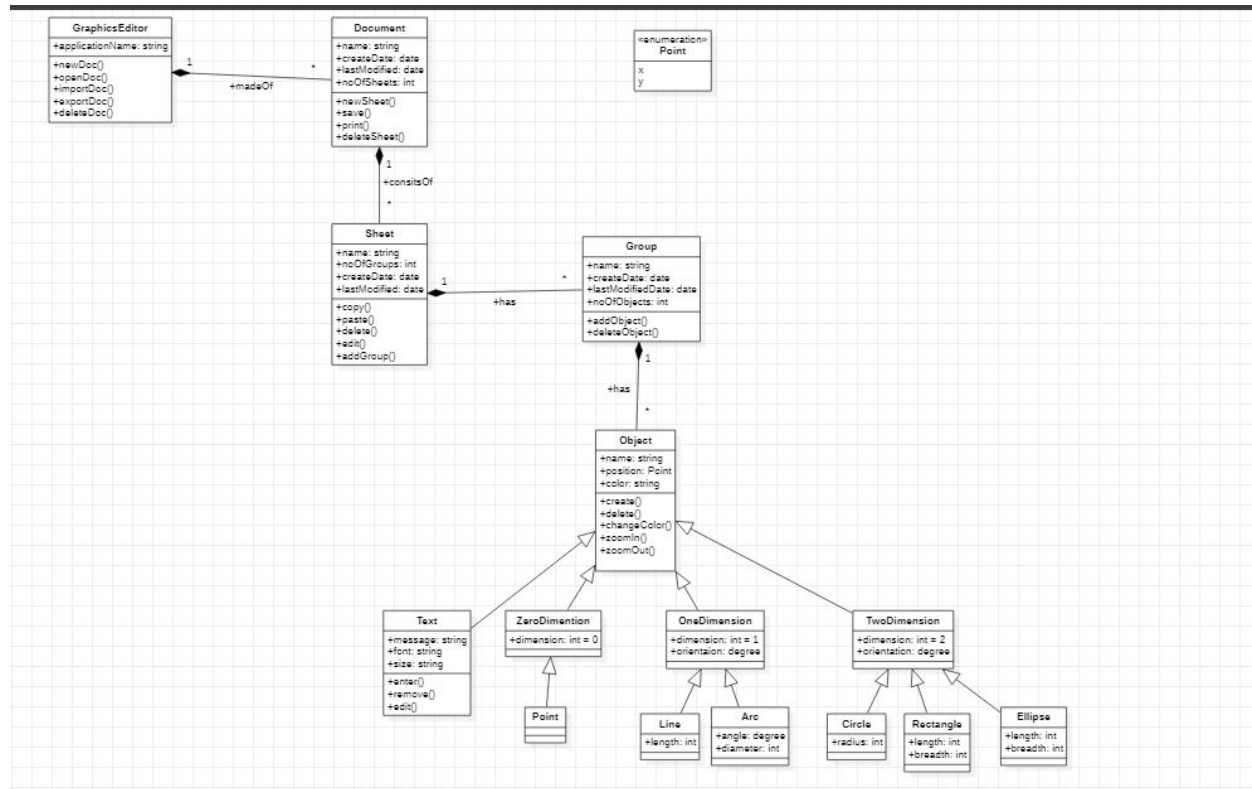 GraphicsEditor
+applicationName: string
+newDoc()
+openDoc()
+importDoc()
+exportDoc()
+deleteDoc()
1
*
+madeOf
Document
+name: string
+createDate: date
+lastModified: date
+noOfSheets: int
+newSheet()
+save()
+print()
+deleteSheet()
«enumeration»
Point
x
y
1
+consitsOf
*
Sheet
+name: string
+noOfGroups: int
+createDate: date
+lastModified: date
+copy()
+paste()
+delete()
+edit()
+addGroup()
1
*
+has
Group
+name: string
+createDate: date
+lastModifiedDate: date
+noOfObjects: int
+addObject()
+deleteObject()
1
+has
*
Object
+name: string
+position: Point
+color: string
+create()
+delete()
+changeColor()
+zoomIn()
+zoomOut()
Text
+message: string
+font: string
+size: string
+enter()
+remove()
+edit()
ZeroDimention
+dimension: int = 0
OneDimension
+dimension: int = 1
+orientaion: degree
TwoDimension
+dimension: int = 2
+orientation: degree
Point
Line
+length: int
Arc
+angle: degree
+diameter: int
Circle
+radius: int
Rectangle
+length: int
+breadth: int
Ellipse
+length: int
+breadth: int